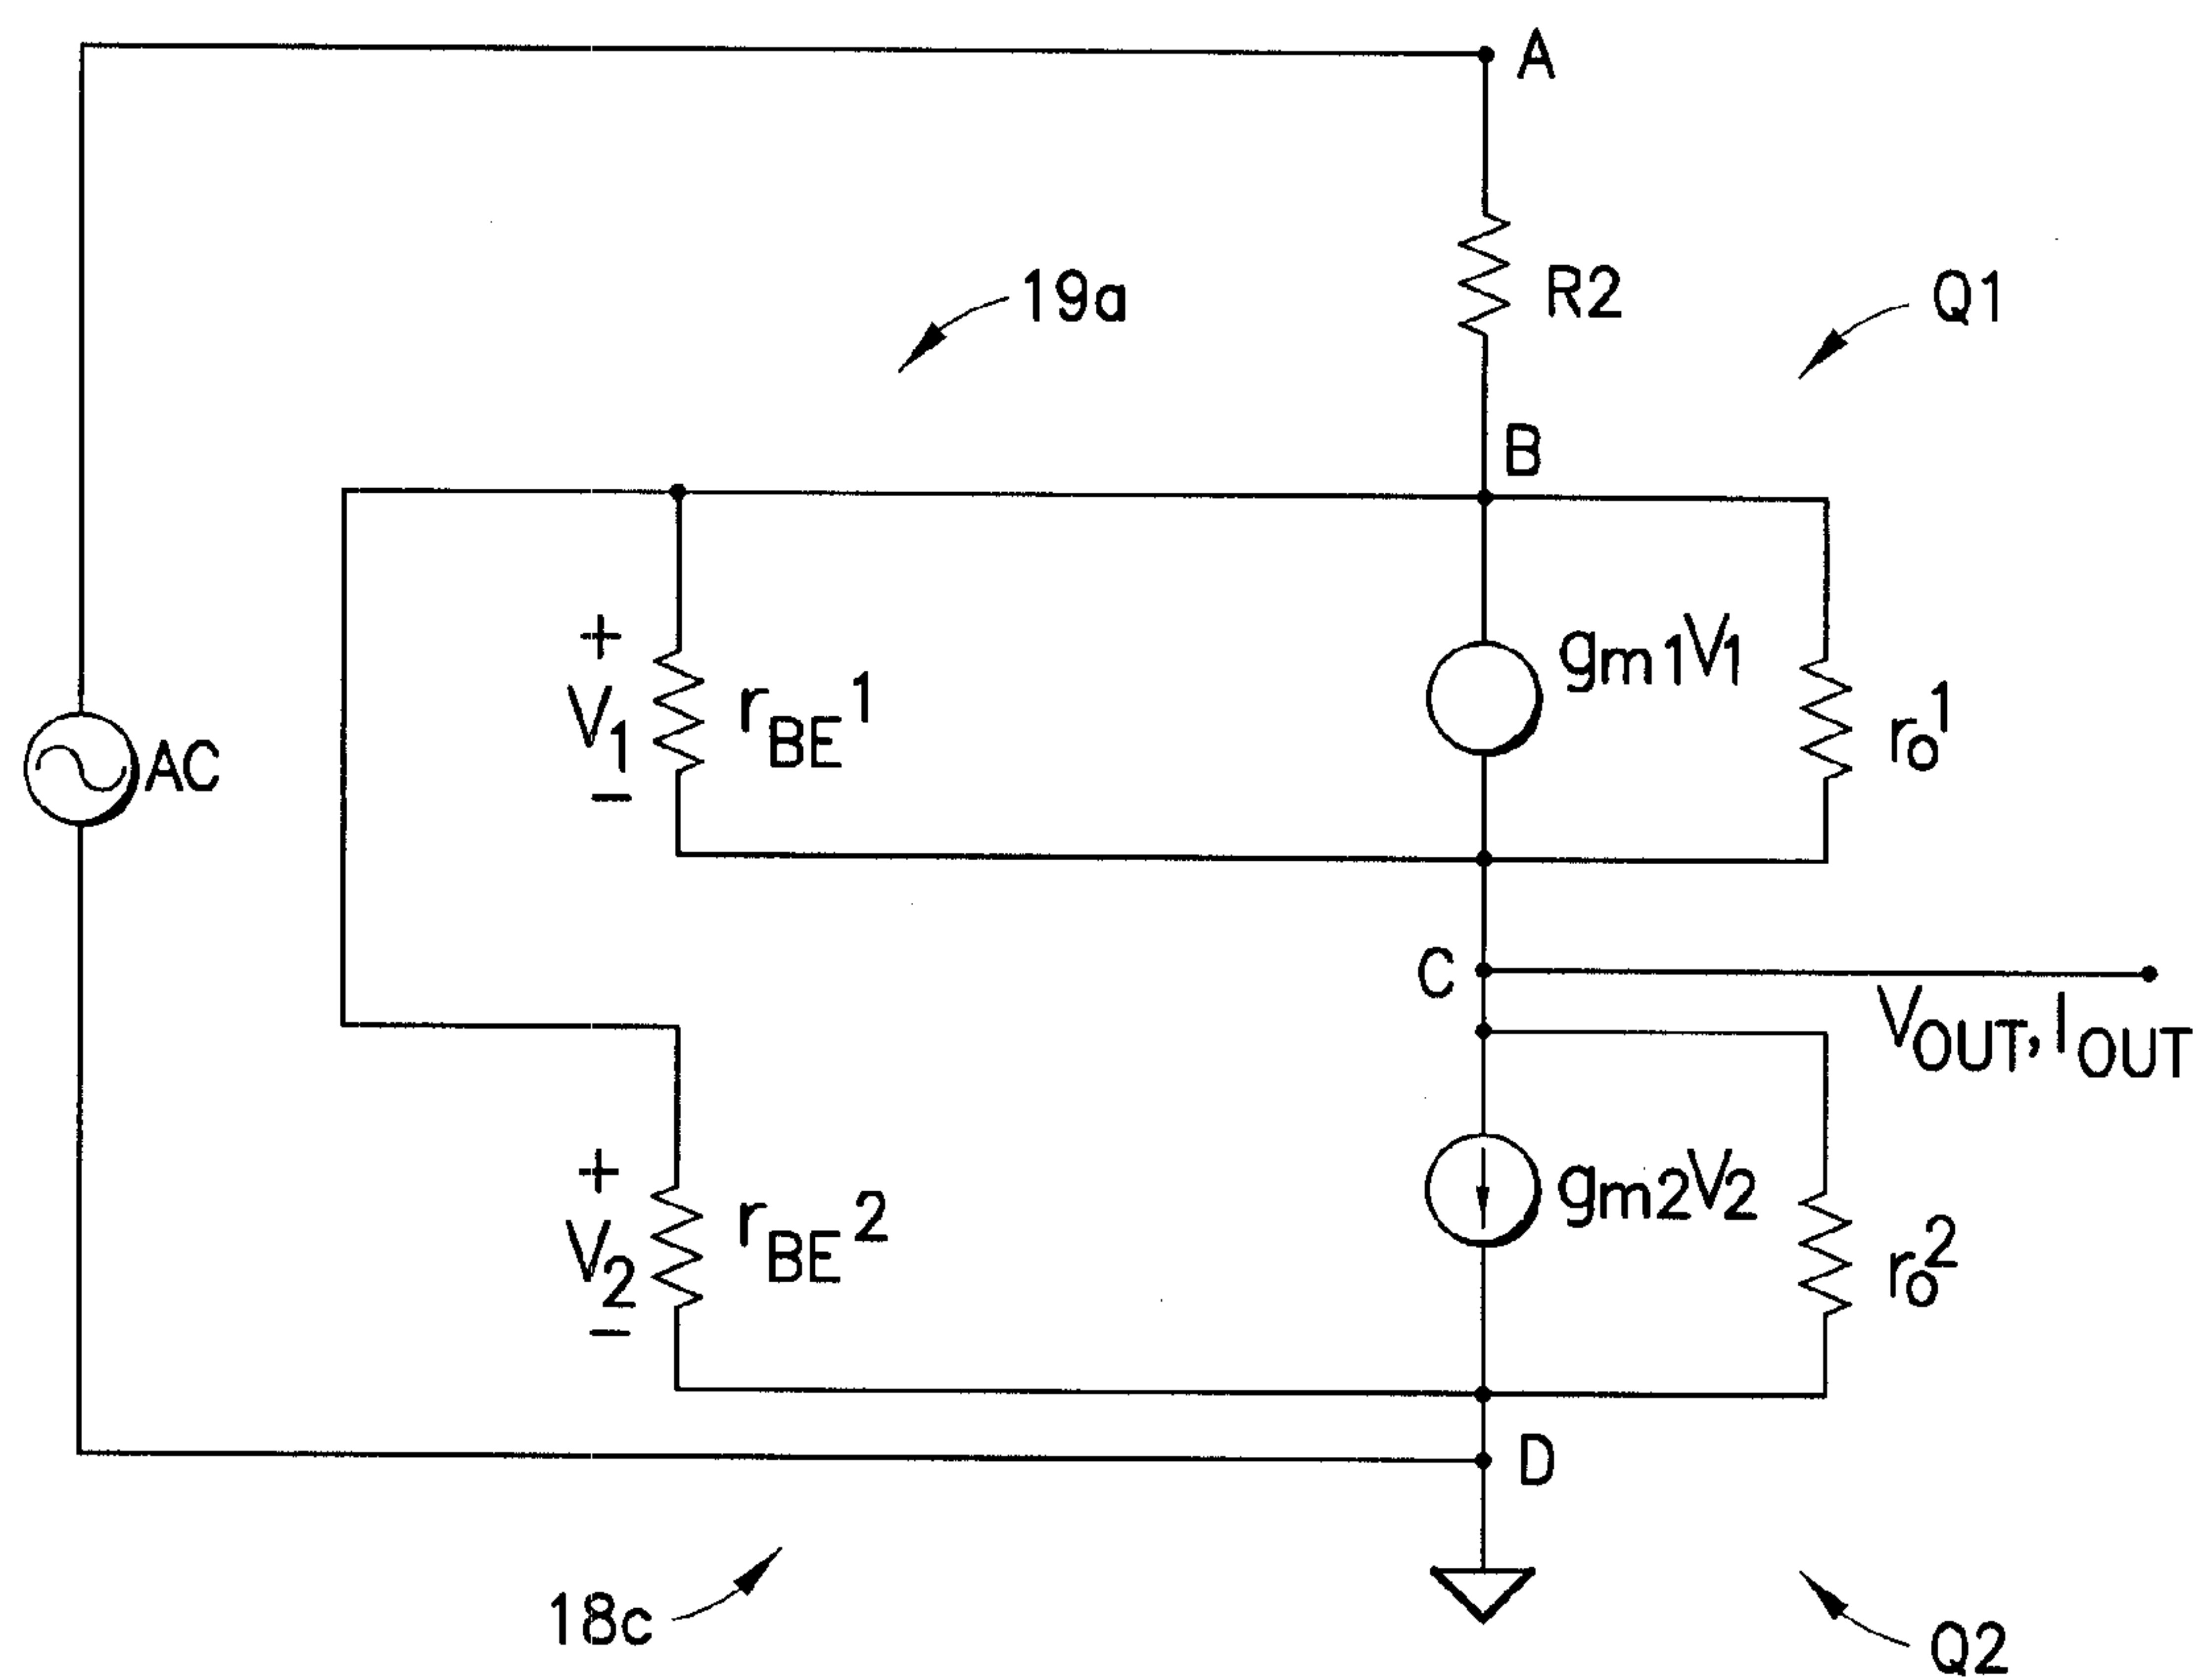 A
19a
R2
Q1
B
+
V1
−
rBE1
gm1V1
ro1
AC
C
VOUT, IOUT
+
V2
−
rBE2
gm2V2
ro2
D
18c
Q2